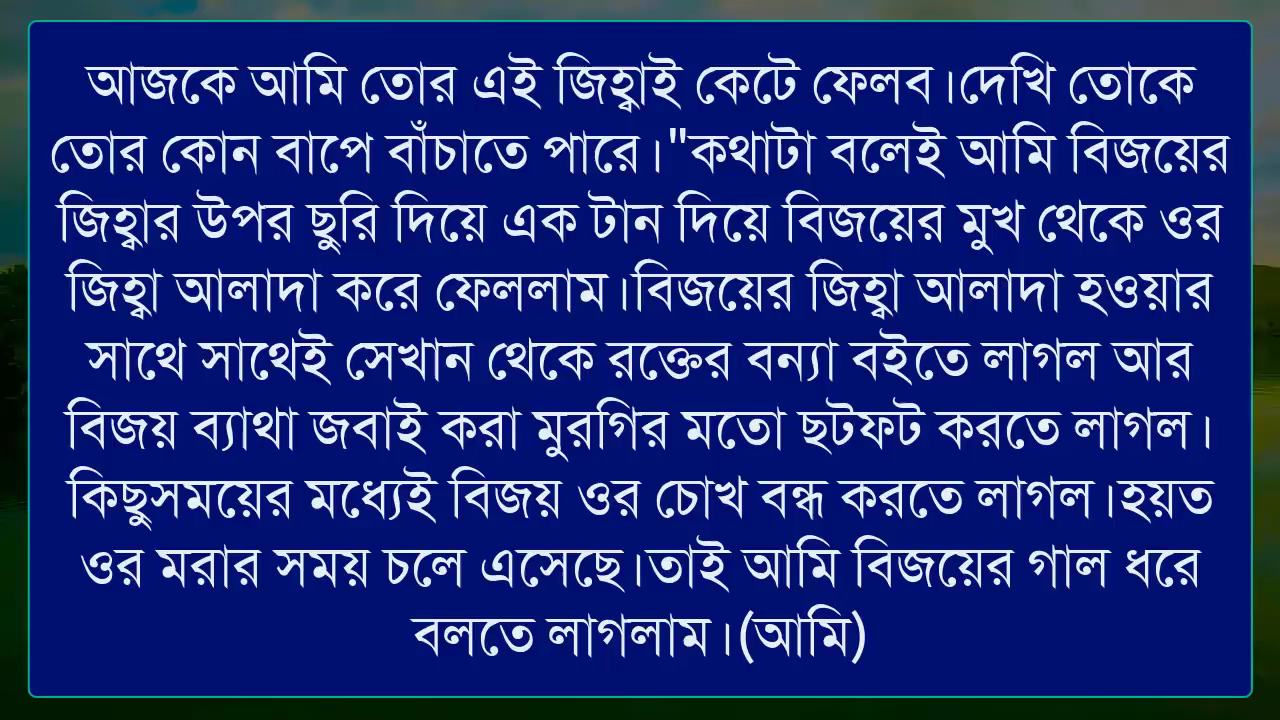 আজকে আমি তোর এই জিহ্বাই কেটে ফেলব।দেখি তোকে
তোর কোন বাপে বাঁচাতে পারে।"কথাটা বলেই আমি বিজয়ের
জিহ্বার উপর ছুরি দিয়ে এক টান দিয়ে বিজয়ের মুখ থেকে ওর
জিহ্বা আলাদা করে ফেললাম।বিজয়ের জিহ্বা আলাদা হওয়ার
সাথে সাথেই সেখান থেকে রক্তের বন্যা বইতে লাগল আর
বিজয় ব্যাথা জবাই করা মুরগির মতো ছটফট করতে লাগল।
কিছুসময়ের মধ্যেই বিজয় ওর চোখ বন্ধ করতে লাগল।হয়ত
ওর মরার সময় চলে এসেছে।তাই আমি বিজয়ের গাল ধরে
বলতে লাগলাম।(আমি)